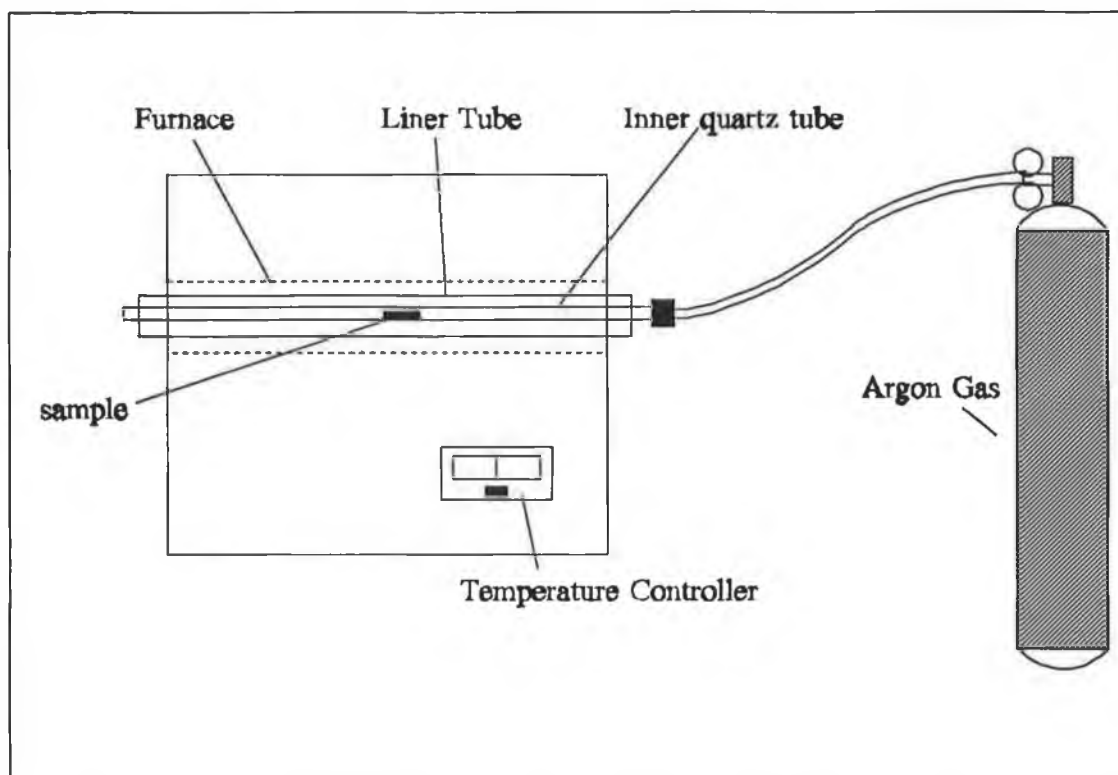 Furnace
Liner Tube
Inner quartz tube
sample
Argon Gas
Temperature Controller